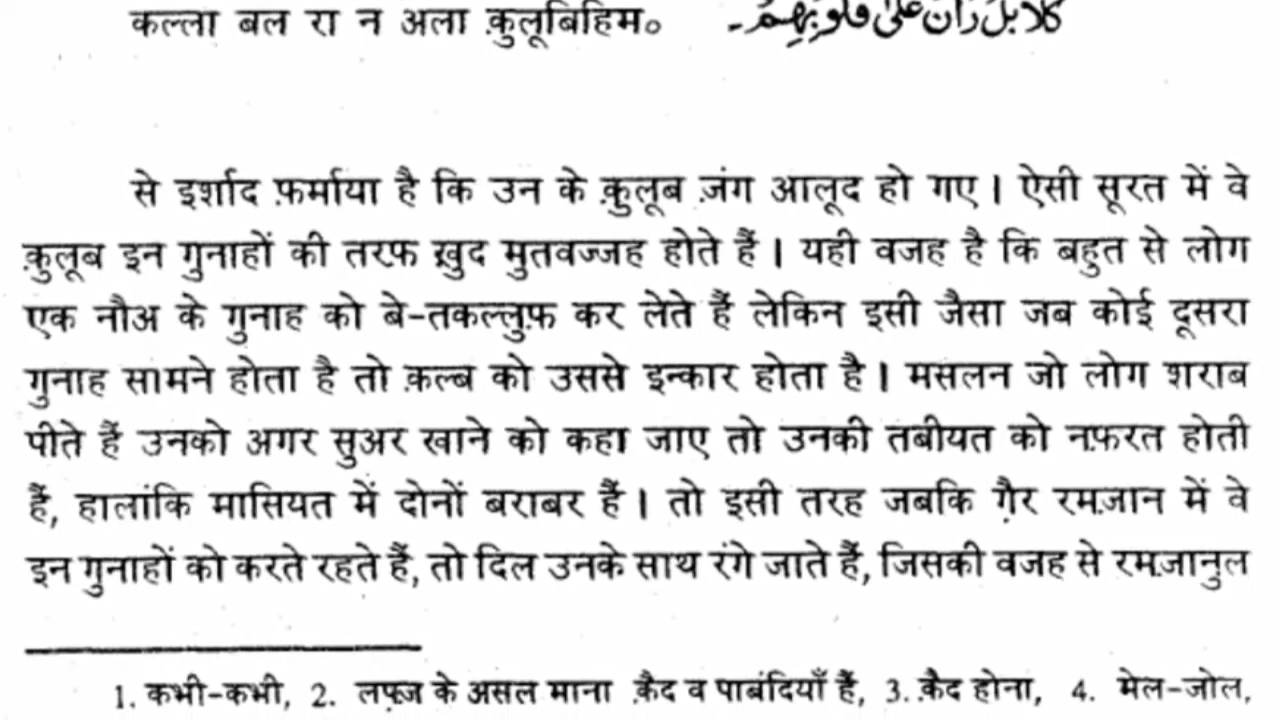 कल्ला बल रा न अला क़ुलूबिहिम० كَلَّا بَلْ رَانَ عَلٰى قُلُوْبِهِمْ۔
से इर्शाद फ़र्माया है कि उन के क़ुलूब ज़ंग आलूद हो गए। ऐसी सूरत में वे
क़ुलूब इन गुनाहों की तरफ ख़ुद मुतवज्जह होते हैं। यही वजह है कि बहुत से लोग
एक नौअ के गुनाह को बे-तकल्लुफ़ कर लेते हैं लेकिन इसी जैसा जब कोई दूसरा
गुनाह सामने होता है तो क़ल्ब को उससे इन्कार होता है। मसलन जो लोग शराब
पीते हैं उनको अगर सुअर खाने को कहा जाए तो उनकी तबीयत को नफ़रत होती
हैं, हालांकि मासियत में दोनों बराबर हैं। तो इसी तरह जबकि ग़ैर रमज़ान में वे
इन गुनाहों को करते रहते हैं, तो दिल उनके साथ रंगे जाते हैं, जिसकी वजह से रमज़ानुल
1. कभी-कभी, 2. लफ़्ज़ के असल माना क़ैद व पाबंदियाँ हैं, 3. क़ैद होना, 4. मेल-जोल,